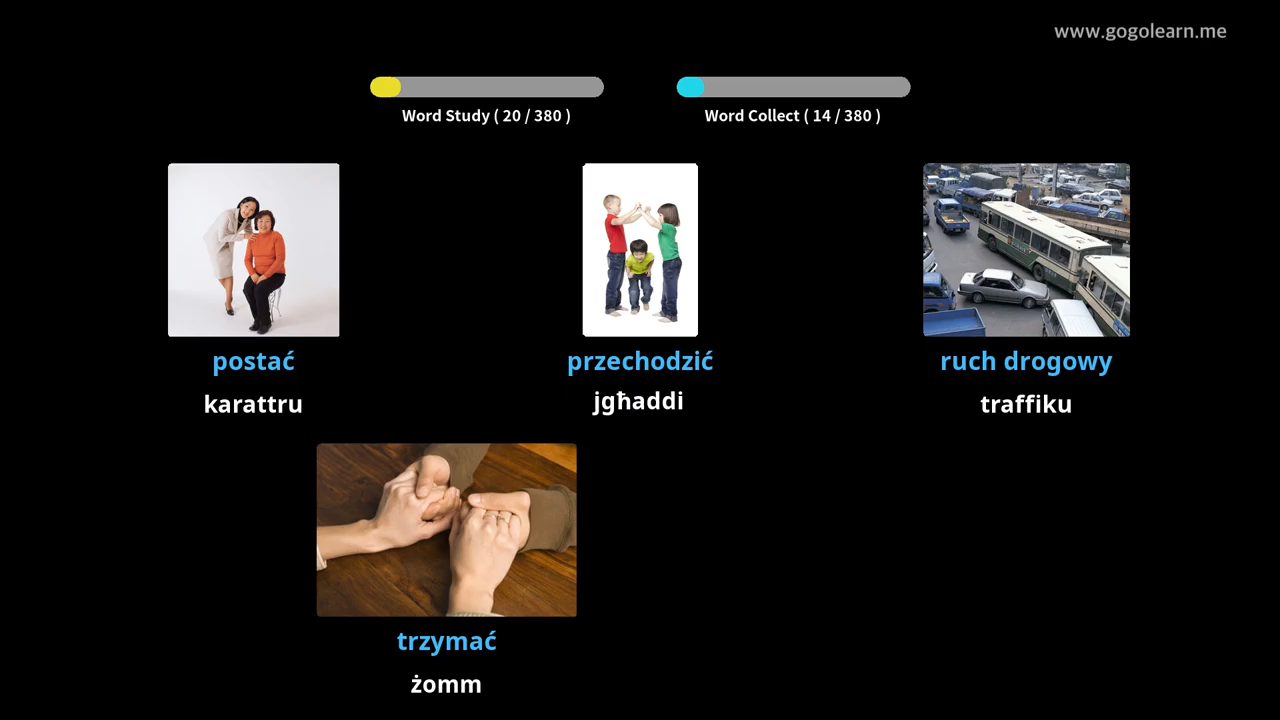 www.gogolearn.me
Word Study ( 20 / 380 )
Word Collect ( 14 / 380 )
postać
przechodzić
ruch drogowy
karattru
jgħaddi
traffiku
trzymać
żomm